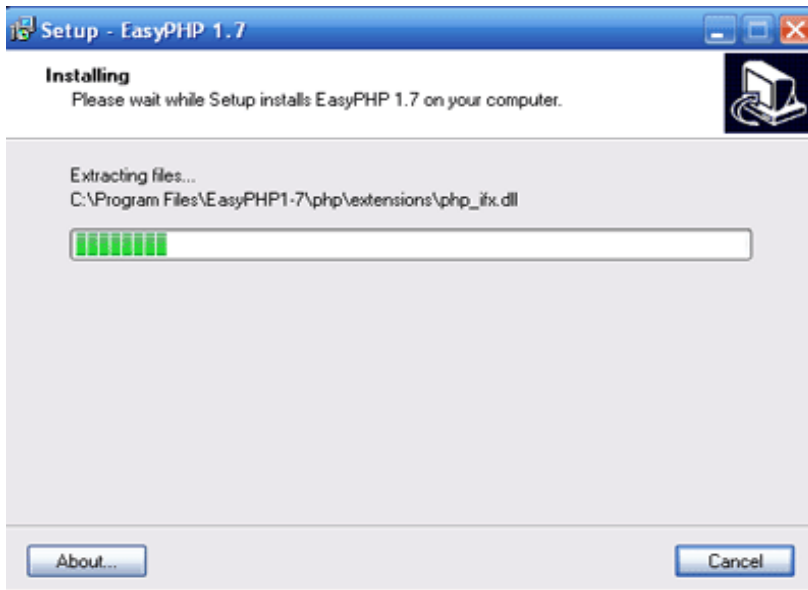 Setup - EasyPHP 1.7
Installing
Please wait while Setup installs EasyPHP 1.7 on your computer.
Extracting files...
C:\Program Files\EasyPHP1-7\php\extensions\php_ifx.dll
About...
Cancel